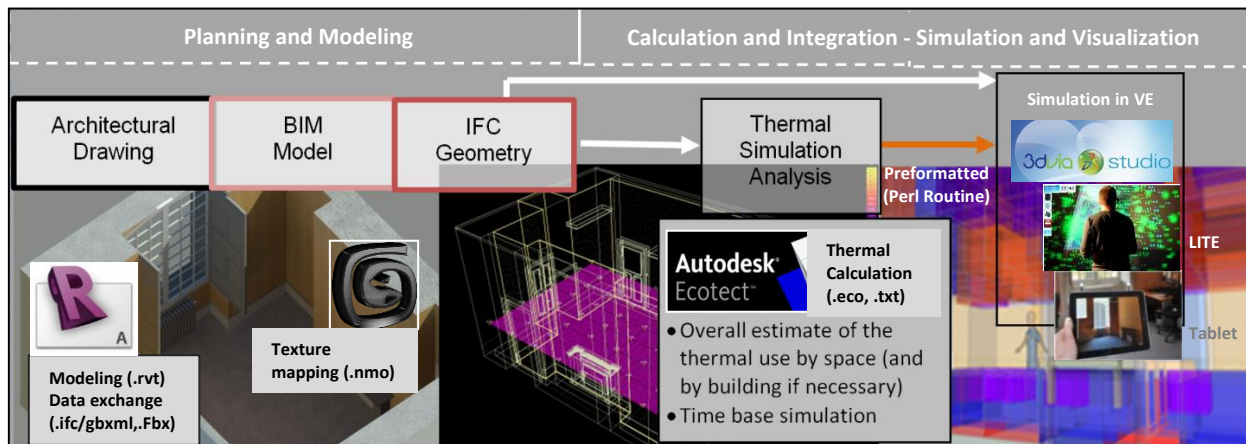 Planning and Modeling
Calculation and Integration - Simulation and Visualization
Architectural
Drawing
BIM
Model
IFC
Geometry
Thermal
Simulation
Analysis
Simulation in VE
3dvia studio
Preformatted
(Perl Routine)
LITE
Tablet
R
A
Modeling (.rvt)
Data exchange
(.ifc/gbxml,.Fbx)
Texture
mapping (.nmo)
Autodesk®
Ecotect™
Thermal
Calculation
(.eco, .txt)
• Overall estimate of the
thermal use by space (and
by building if necessary)
• Time base simulation